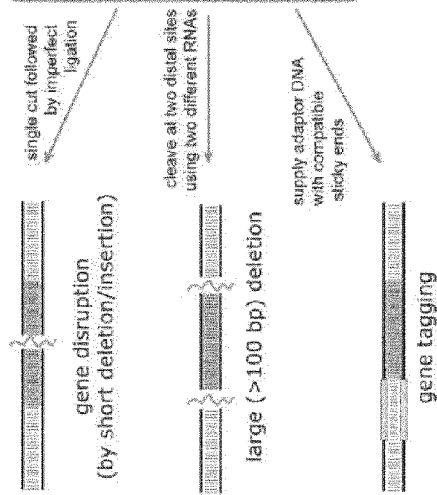 single cut followed
by imperfect
ligation
gene disruption
(by short deletion/insertion)
cleave at two distal sites
using two different RNAs
large (>100 bp) deletion
supply adaptor DNA
with compatible
sticky ends
gene tagging